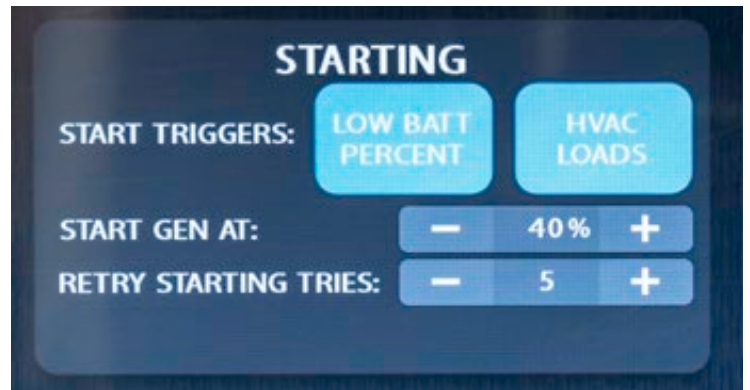 STARTING
START TRIGGERS:
LOW BATT
PERCENT
HVAC
LOADS
START GEN AT: − 40% +
RETRY STARTING TRIES: − 5 +